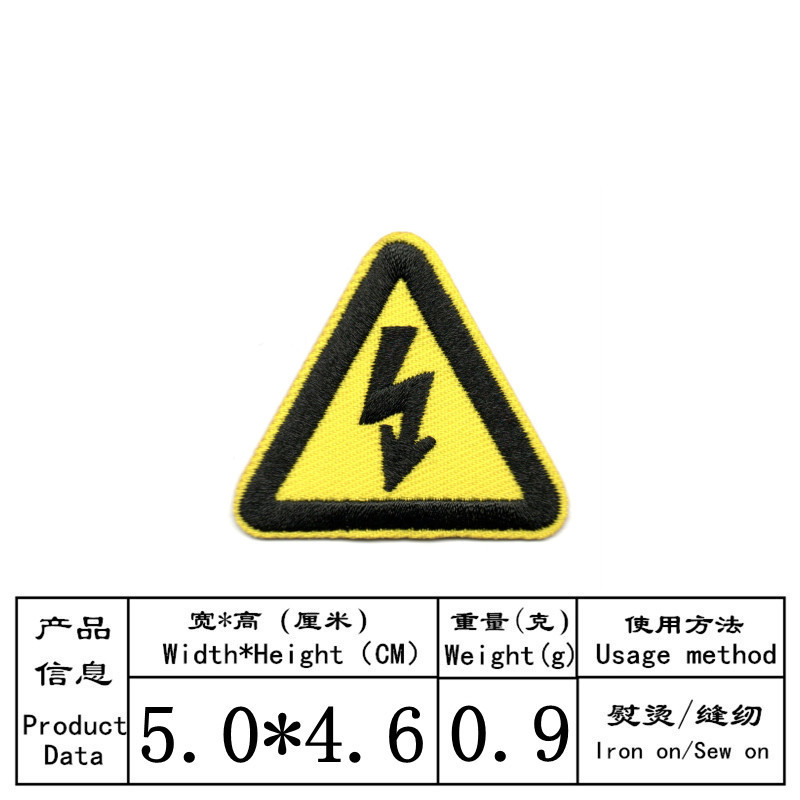 产品
信息
Product
Data
宽*高 (厘米)
Width*Height (CM)
重量(克)
Weight(g)
使用方法
Usage method
5.0*4.6
0.9
熨烫/缝纫
Iron on/Sew on